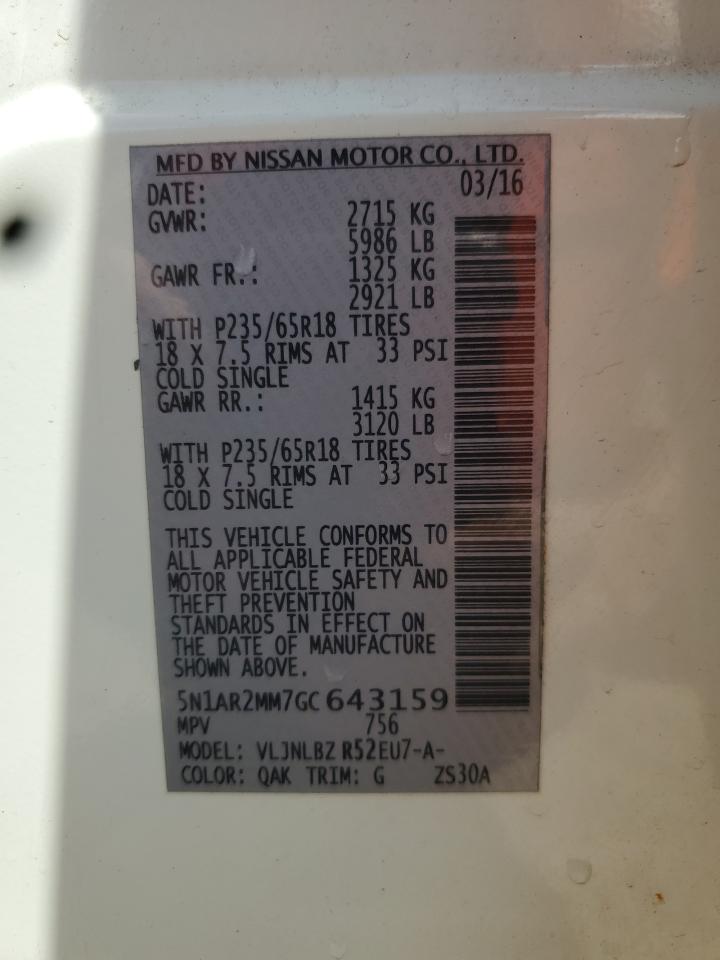 MFD BY NISSAN MOTOR CO., LTD.
DATE: 03/16
GVWR: 2715 KG
5986 LB
GAWR FR.: 1325 KG
2921 LB
WITH P235/65R18 TIRES
18 X 7.5 RIMS AT 33 PSI
COLD SINGLE
GAWR RR.: 1415 KG
3120 LB
WITH P235/65R18 TIRES
18 X 7.5 RIMS AT 33 PSI
COLD SINGLE
THIS VEHICLE CONFORMS TO
ALL APPLICABLE FEDERAL
MOTOR VEHICLE SAFETY AND
THEFT PREVENTION
STANDARDS IN EFFECT ON
THE DATE OF MANUFACTURE
SHOWN ABOVE.
5N1AR2MM7GC643159
MPV 756
MODEL: VLJNLBZ R52EU7-A-
COLOR: QAK TRIM: G ZS30A